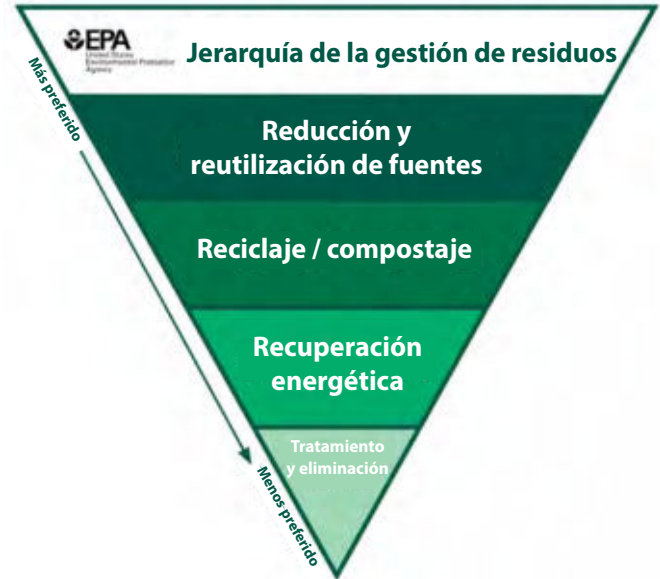 EPA
United States
Environmental Protection
Agency
Jerarquía de la gestión de residuos
Más preferido
Reducción y
reutilización de fuentes
Reciclaje / compostaje
Recuperación
energética
Tratamiento
y eliminación
Menos preferido